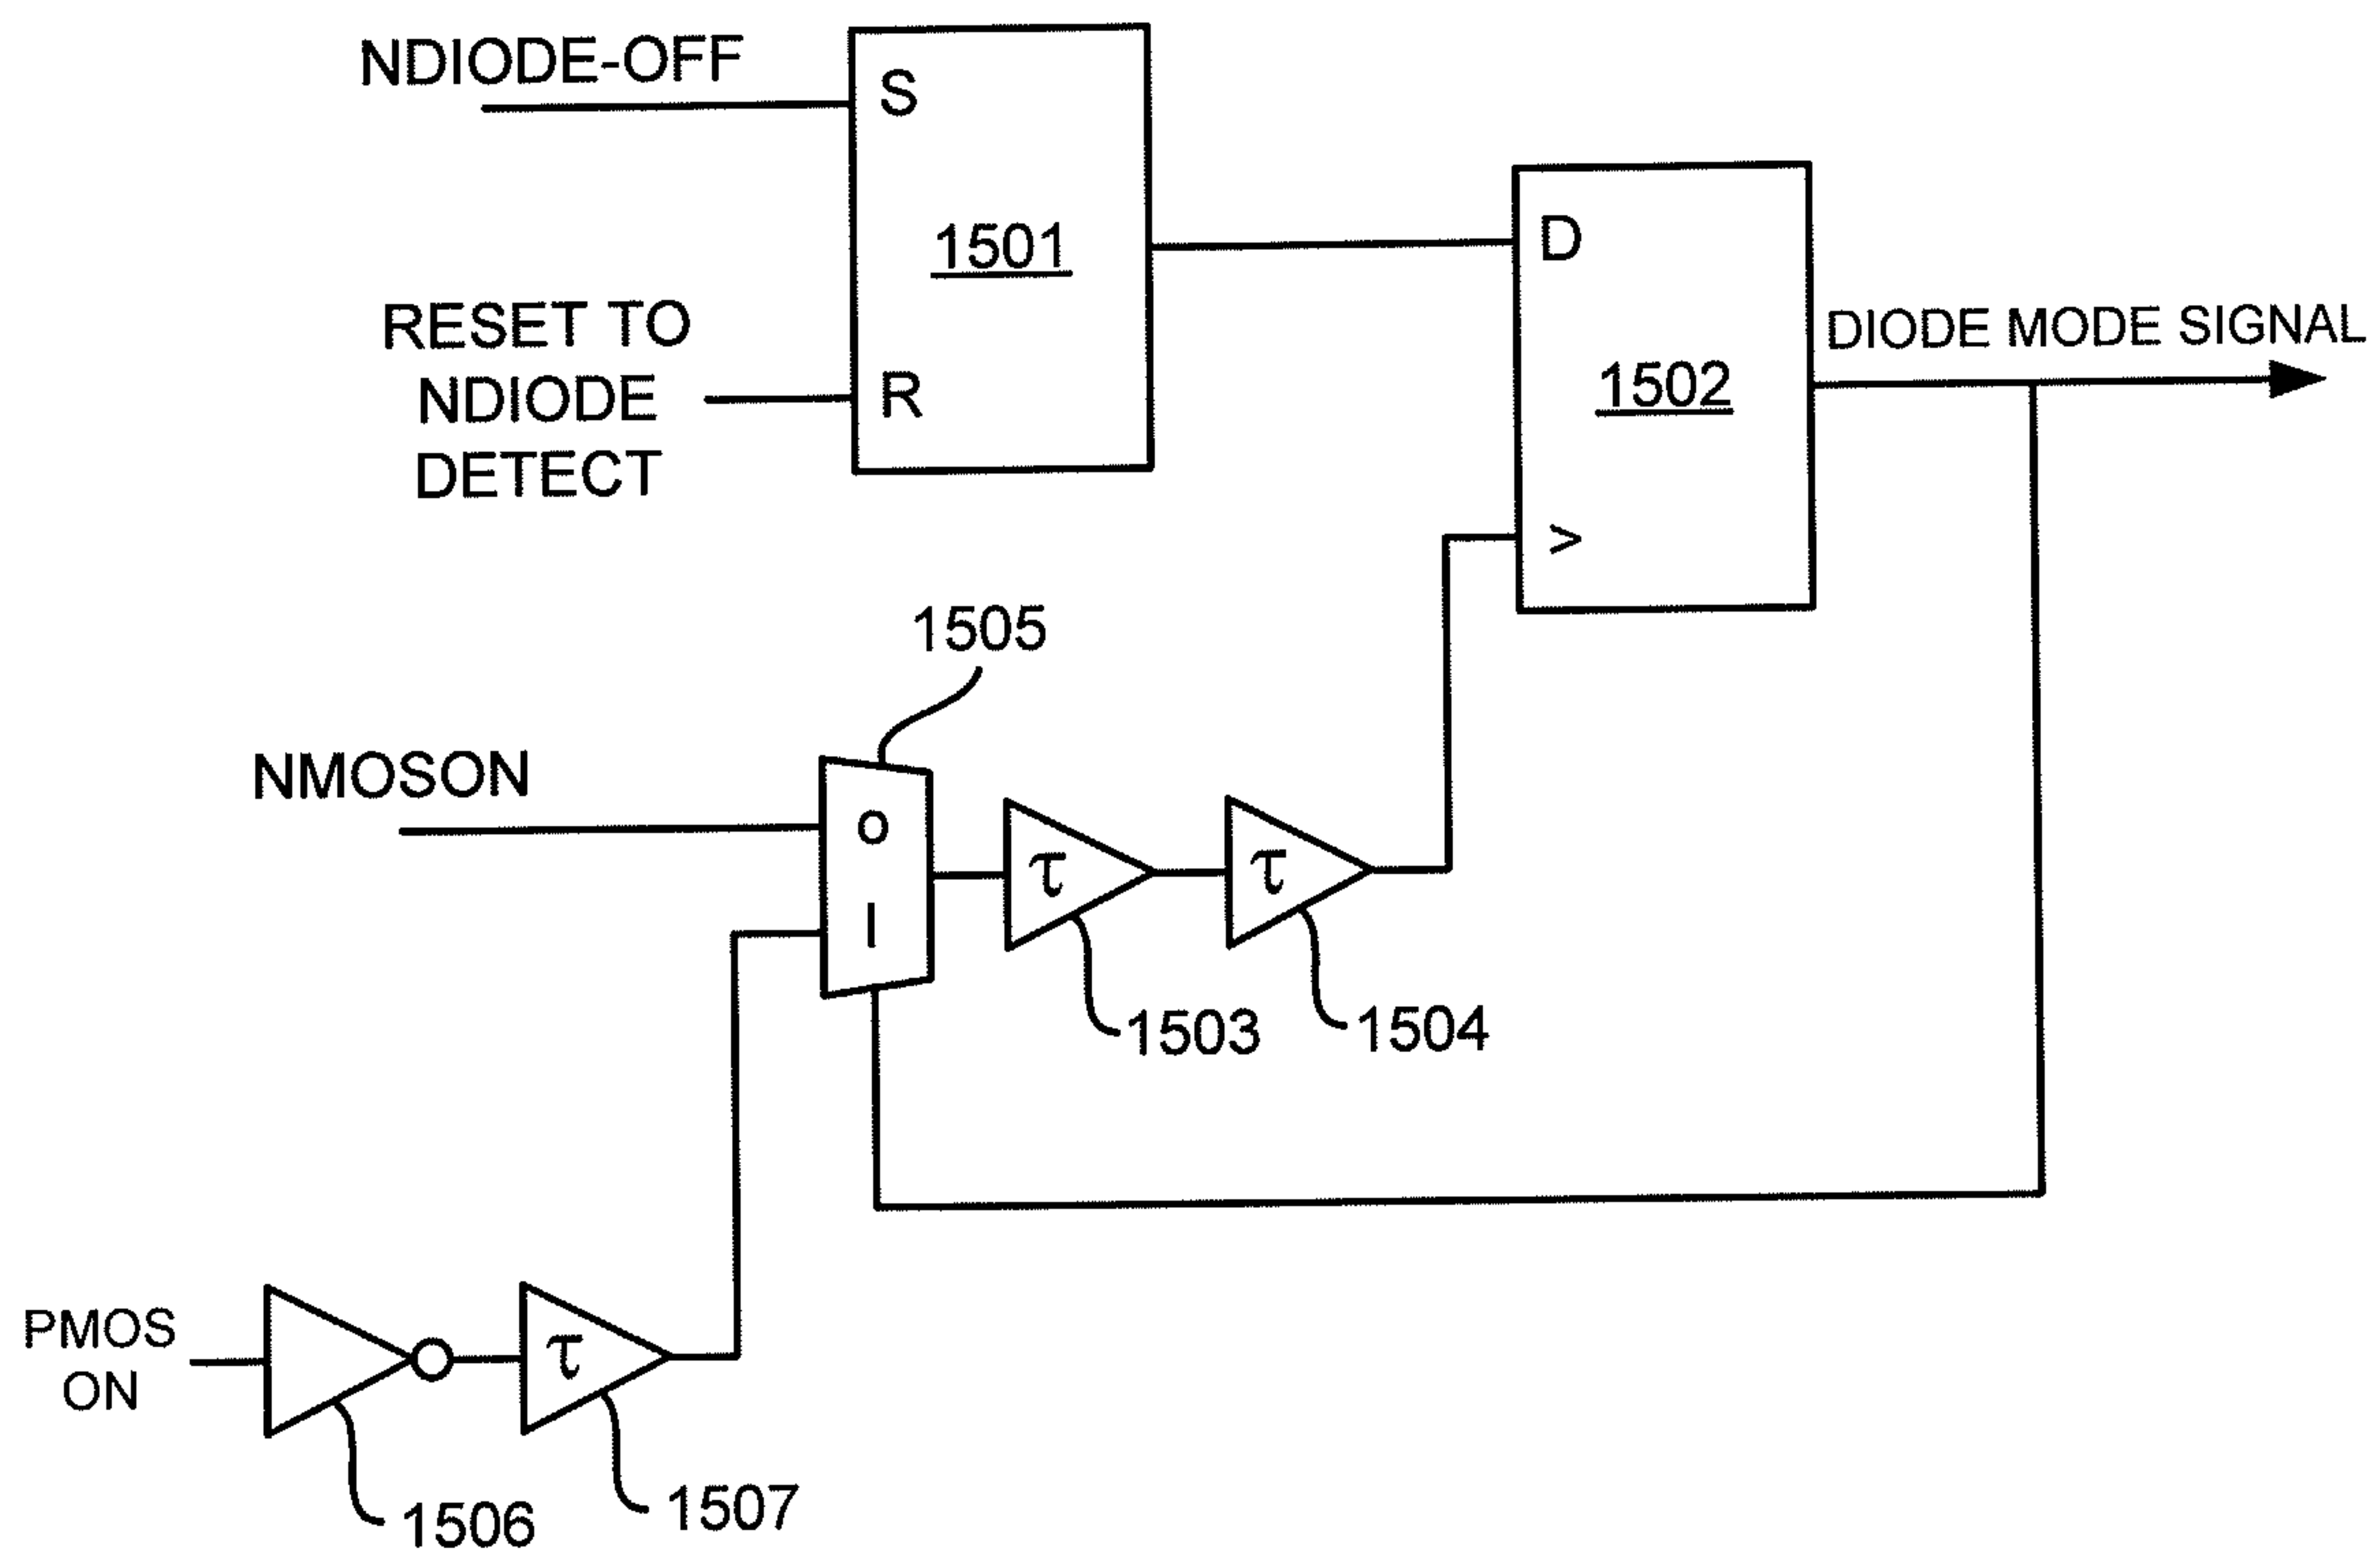 NDIODE-OFF
S
1501
RESET TO
NDIODE
DETECT
R
D
1502
>
DIODE MODE SIGNAL
1505
NMOSON
O
I
τ
τ
1503
1504
PMOS
ON
τ
1506
1507